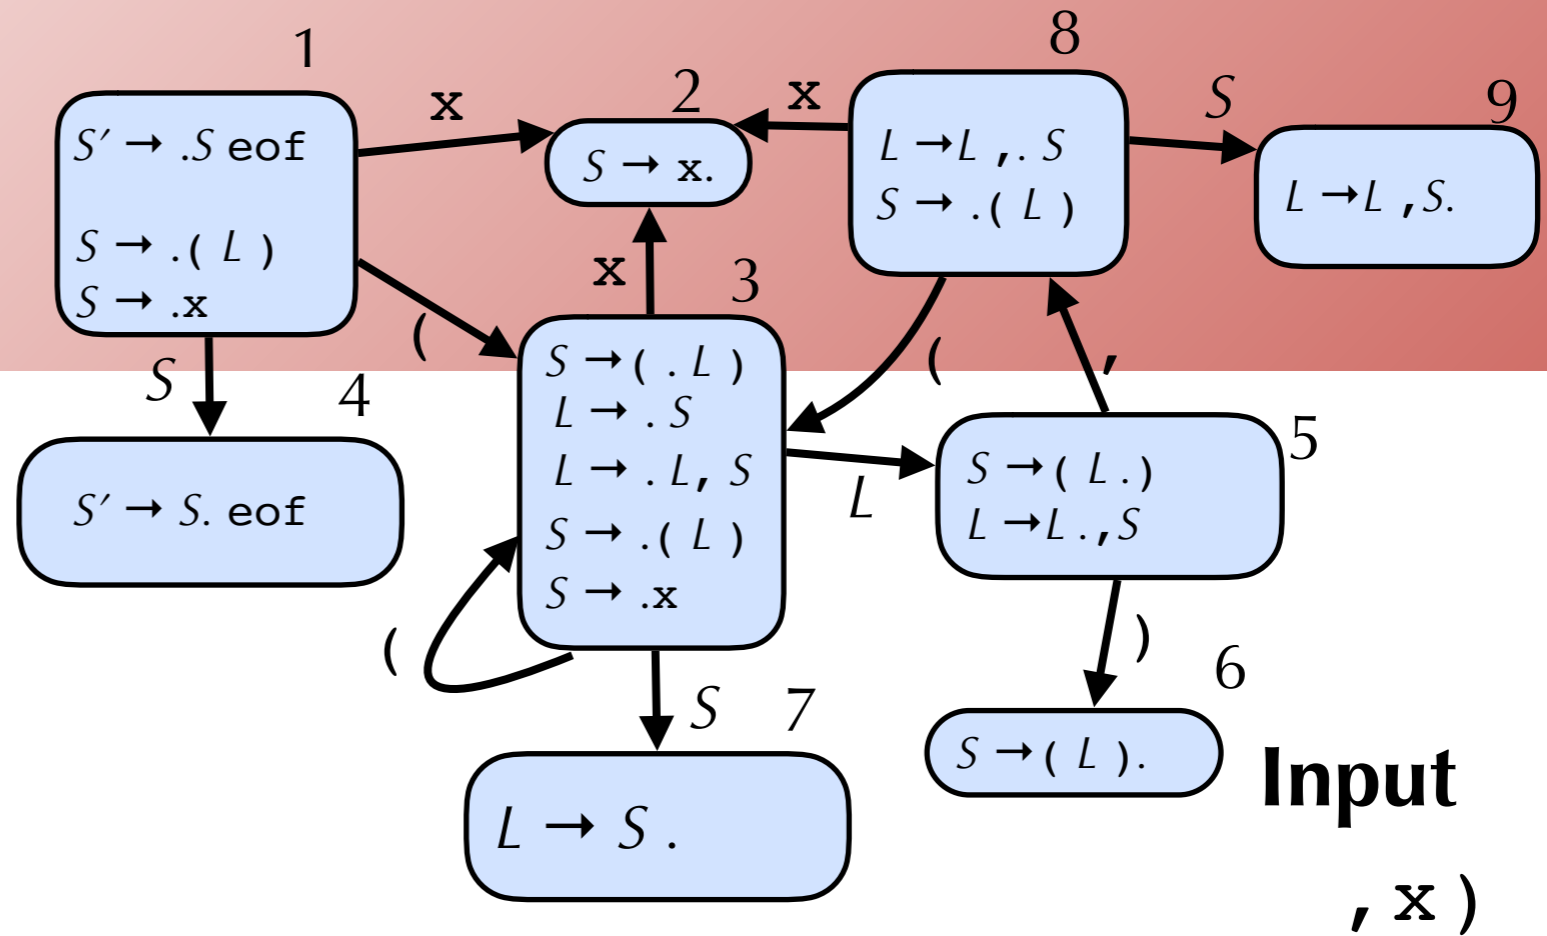 1
S′ → .S eof
S → .( L )
S → .x
x
2
S → x.
x
8
L →L ,. S
S → .( L )
S
9
L →L ,S.
(
x
3
S →( . L )
L → . S
L → . L, S
S → .( L )
S → .x
(
,
S
4
S′ → S. eof
L
5
S →( L .)
L →L .,S
(
S
7
L → S .
)
6
S →( L ).
Input
,x)